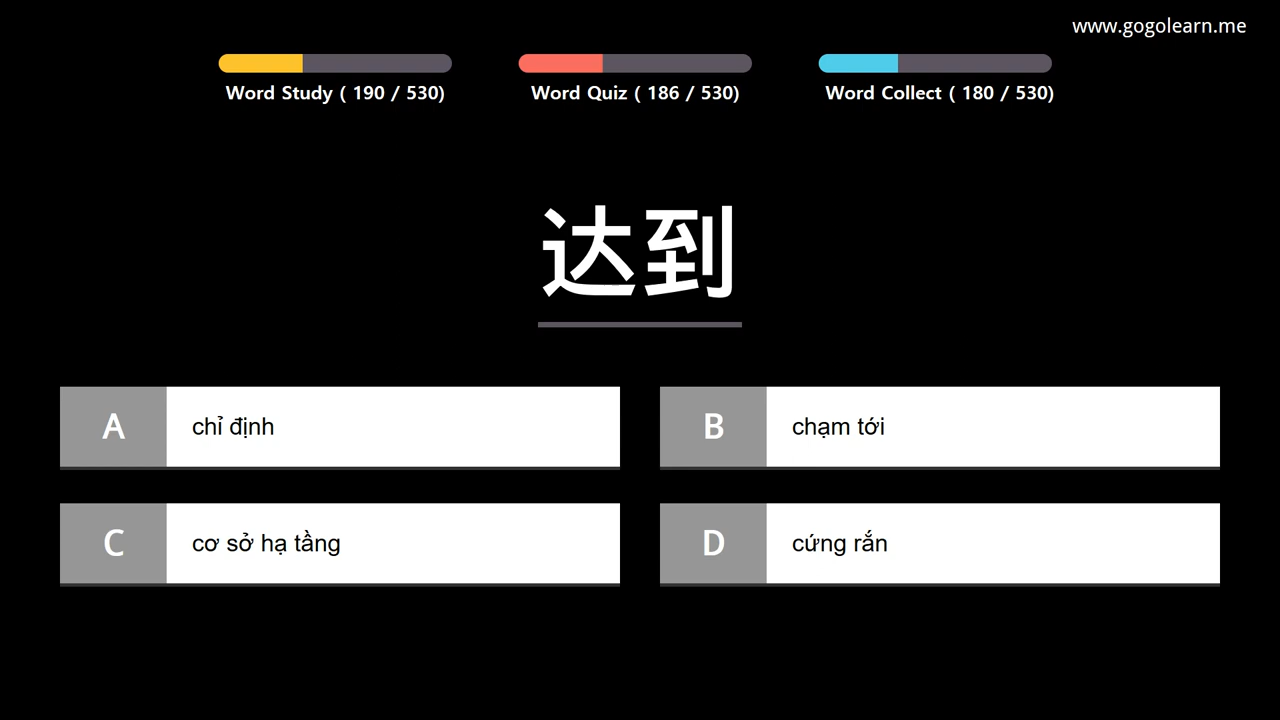 www.gogolearn.me
Word Study ( 190 / 530)
Word Quiz ( 186 / 530)
Word Collect ( 180 / 530)
达到
A chỉ định
B chạm tới
C cơ sở hạ tầng
D cứng rắn